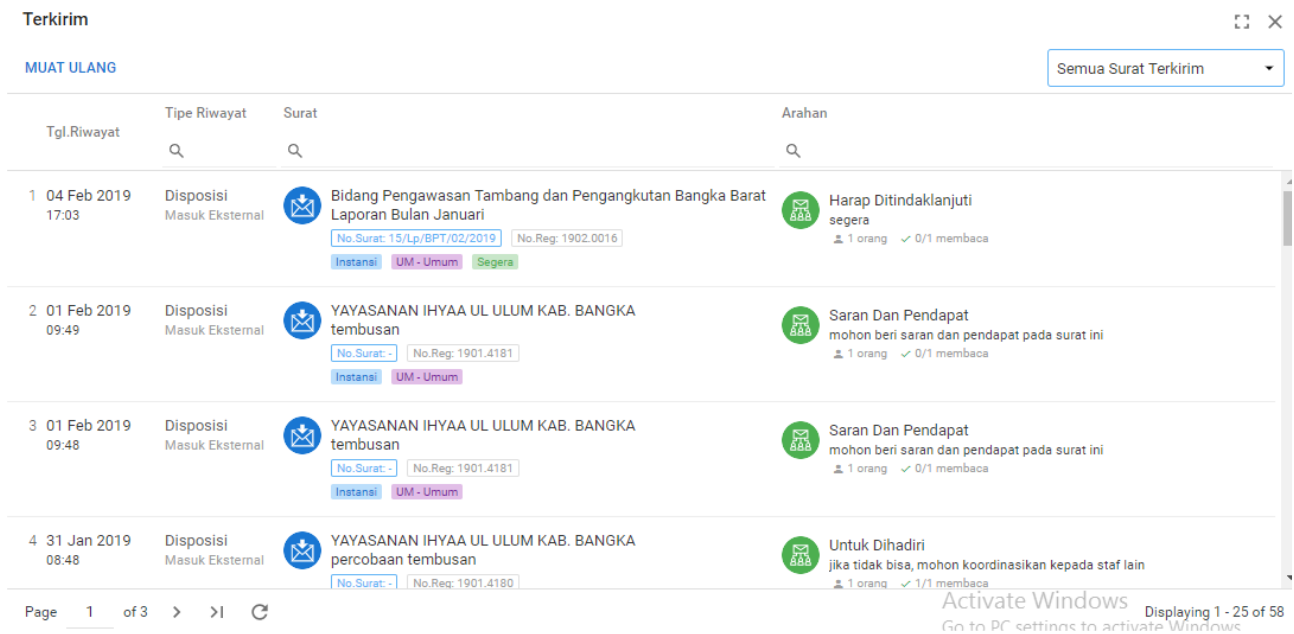 Terkirim
MUAT ULANG
Semua Surat Terkirim
Tgl.Riwayat
Tipe Riwayat
Surat
Arahan
1 04 Feb 2019
17:03
Disposisi
Masuk Eksternal
Bidang Pengawasan Tambang dan Pengangkutan Bangka Barat
Laporan Bulan Januari
No.Surat: 15/Lp/BPT/02/2019 No.Reg: 1902.0016
Instansi UM - Umum Segera
Harap Ditindaklanjuti
segera
1 orang 0/1 membaca
2 01 Feb 2019
09:49
Disposisi
Masuk Eksternal
YAYASANAN IHYAA UL ULUM KAB. BANGKA
tembusan
No.Surat: - No.Reg: 1901.4181
Instansi UM - Umum
Saran Dan Pendapat
mohon beri saran dan pendapat pada surat ini
1 orang 0/1 membaca
3 01 Feb 2019
09:48
Disposisi
Masuk Eksternal
YAYASANAN IHYAA UL ULUM KAB. BANGKA
tembusan
No.Surat: - No.Reg: 1901.4181
Instansi UM - Umum
Saran Dan Pendapat
mohon beri saran dan pendapat pada surat ini
1 orang 0/1 membaca
4 31 Jan 2019
08:48
Disposisi
Masuk Eksternal
YAYASANAN IHYAA UL ULUM KAB. BANGKA
percobaan tembusan
No.Surat: - No.Reg: 1901.4180
Untuk Dihadiri
jika tidak bisa, mohon koordinasikan kepada staf lain
1 orang 1/1 membaca
Page 1 of 3
Activate Windows
Go to PC settings to activate Windows.
Displaying 1 - 25 of 58